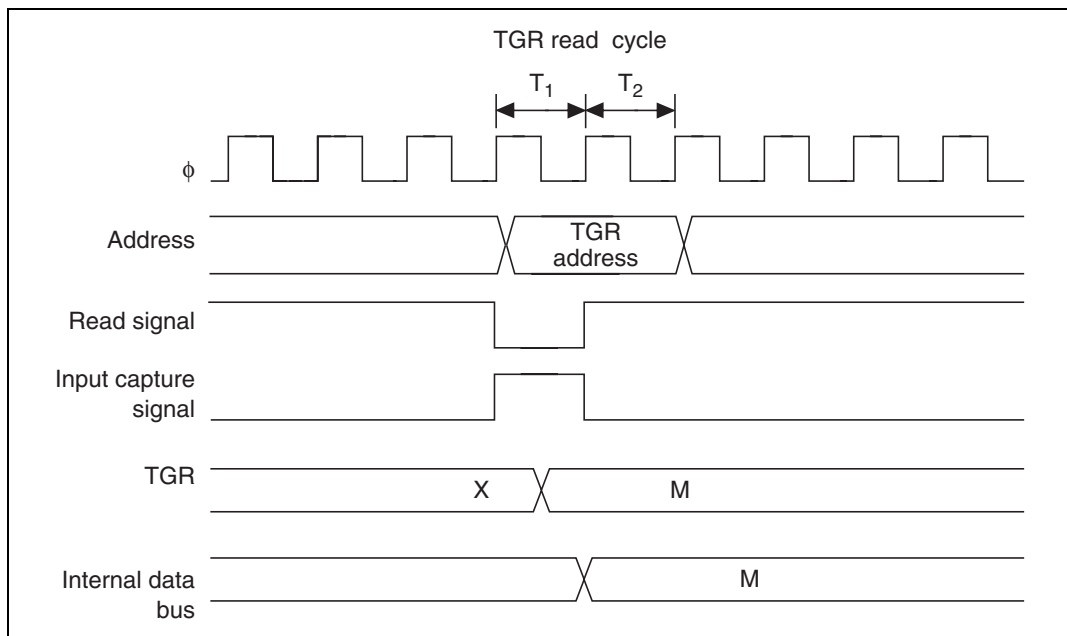 TGR read cycle
T1 T2
ϕ
Address
TGR
address
Read signal
Input capture
signal
TGR
X M
Internal data
bus
M